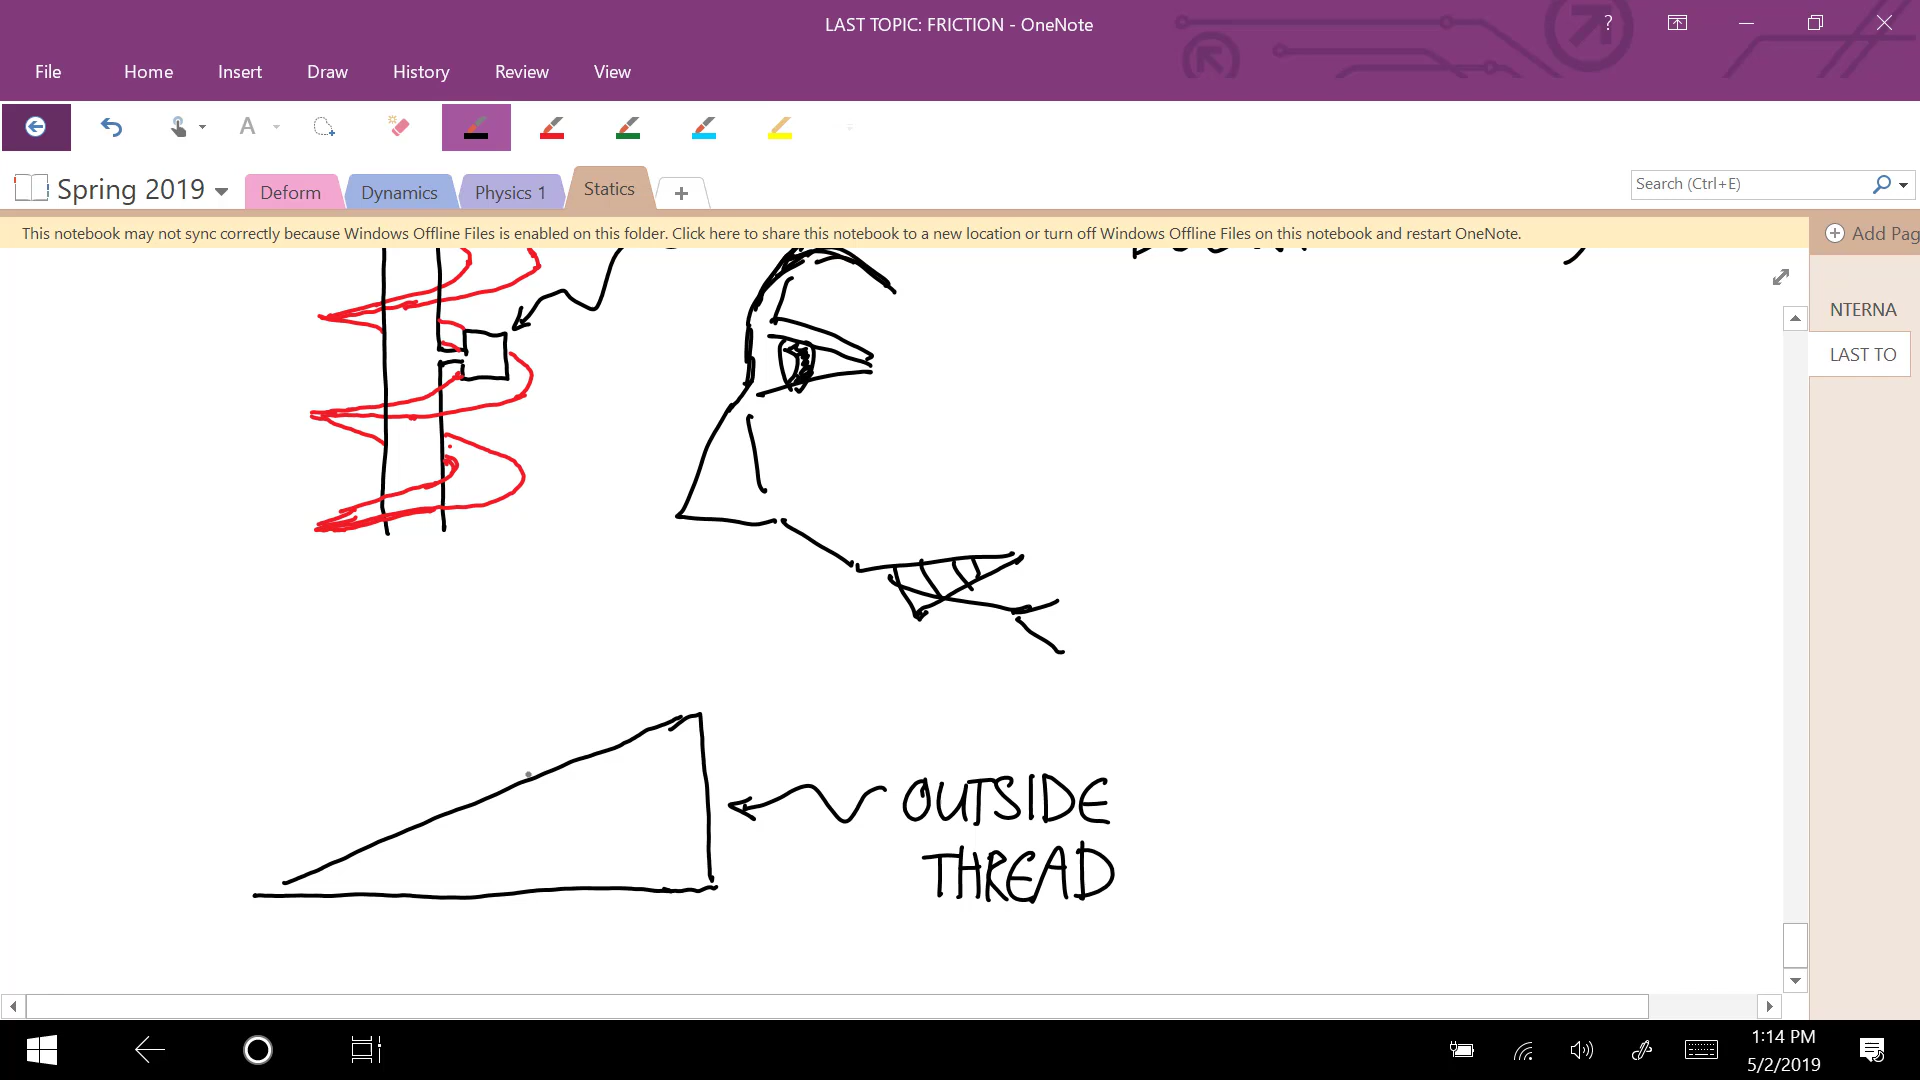 LAST TOPIC: FRICTION - OneNote
?
File Home Insert Draw History Review View
A
Spring 2019 Deform Dynamics Physics 1 Statics +
Search (Ctrl+E)
This notebook may not sync correctly because Windows Offline Files is enabled on this folder. Click here to share this notebook to a new location or turn off Windows Offline Files on this notebook and restart OneNote.
Add Pag
NTERNA
LAST TO
OUTSIDE
THREAD
1:14 PM
5/2/2019